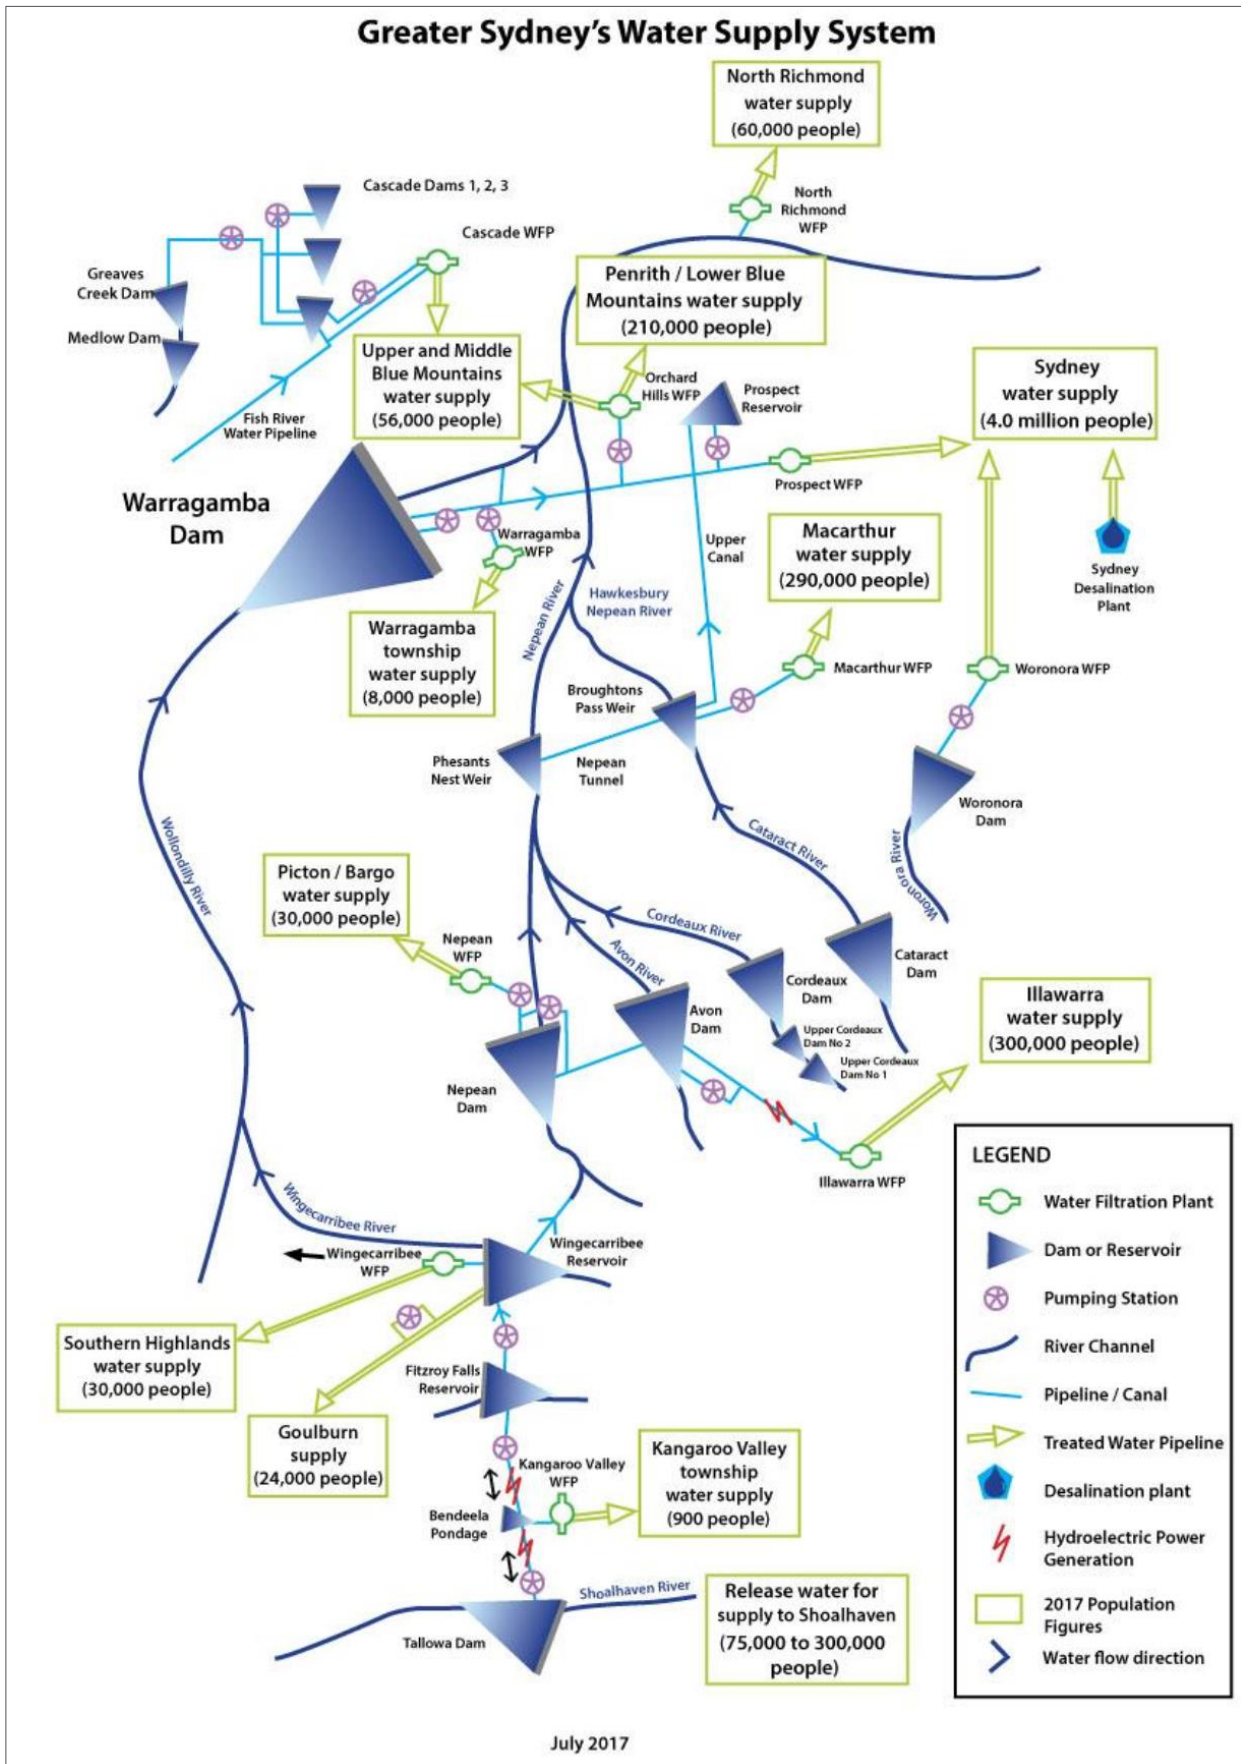 Greater Sydney's Water Supply System
North Richmond
water supply
(60,000 people)
Cascade Dams 1, 2, 3
North
Richmond
WFP
Cascade WFP
Greaves
Creek Dam
Medlow Dam
Penrith / Lower Blue
Mountains water supply
(210,000 people)
Upper and Middle
Blue Mountains
water supply
(56,000 people)
Orchard
Hills WFP
Prospect
Reservoir
Sydney
water supply
(4.0 million people)
Fish River
Water Pipeline
Prospect WFP
Warragamba
Dam
Warragamba
WFP
Upper
Canal
Macarthur
water supply
(290,000 people)
Sydney
Desalination
Plant
Nepean River
Hawkesbury
Nepean River
Warragamba
township
water supply
(8,000 people)
Macarthur WFP
Woronora WFP
Broughtons
Pass Weir
Phesants
Nest Weir
Nepean
Tunnel
Woronora
Dam
Wollondilly River
Cataract River
Woronora River
Picton / Bargo
water supply
(30,000 people)
Nepean
WFP
Cordeaux River
Avon River
Cordeaux
Dam
Cataract
Dam
Avon
Dam
Upper Cordeaux
Dam No 2
Upper Cordeaux
Dam No 1
Illawarra
water supply
(300,000 people)
Nepean
Dam
Illawarra WFP
Wingecarribee River
Wingecarribee
WFP
Wingecarribee
Reservoir
Southern Highlands
water supply
(30,000 people)
Fitzroy Falls
Reservoir
Goulburn
supply
(24,000 people)
Kangaroo Valley
WFP
Kangaroo Valley
township
water supply
(900 people)
Bendeela
Pondage
Shoalhaven River
Tallowa Dam
Release water for
supply to Shoalhaven
(75,000 to 300,000
people)
LEGEND
Water Filtration Plant
Dam or Reservoir
Pumping Station
River Channel
Pipeline / Canal
Treated Water Pipeline
Desalination plant
Hydroelectric Power
Generation
2017 Population
Figures
Water flow direction
July 2017